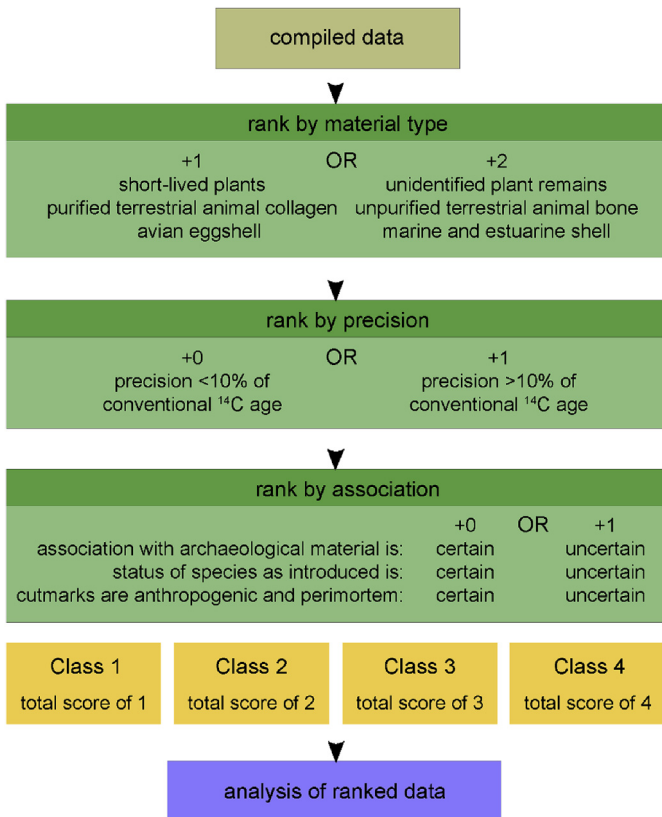 compiled data
rank by material type
+1 OR +2
short-lived plants unidentified plant remains
purified terrestrial animal collagen unpurified terrestrial animal bone
avian eggshell marine and estuarine shell
rank by precision
+0 OR +1
precision <10% of precision >10% of
conventional ¹⁴C age conventional ¹⁴C age
rank by association
+0 OR +1
association with archaeological material is: certain uncertain
status of species as introduced is: certain uncertain
cutmarks are anthropogenic and perimortem: certain uncertain
Class 1 Class 2 Class 3 Class 4
total score of 1 total score of 2 total score of 3 total score of 4
analysis of ranked data